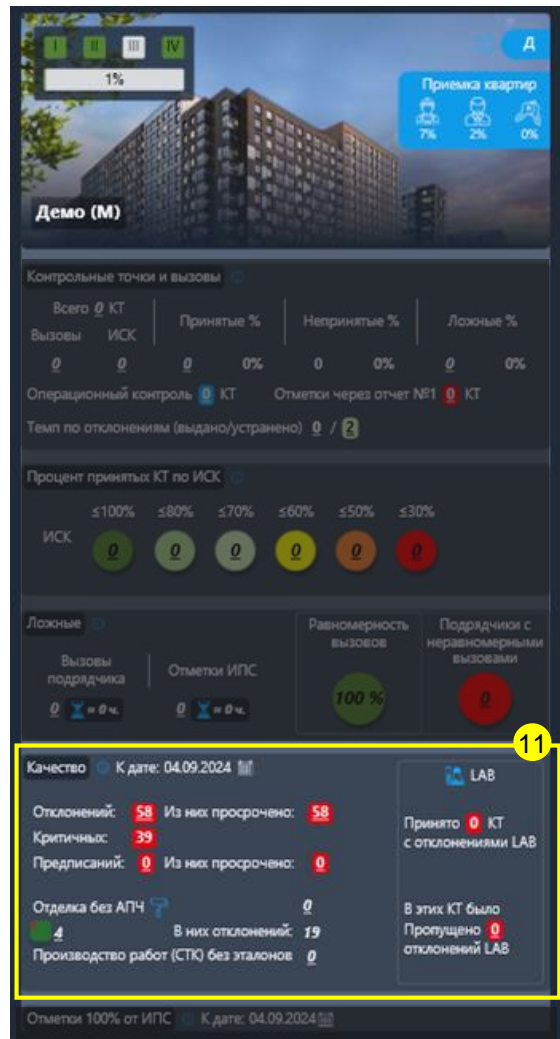 I II III IV
Д
1%
Приемка квартир
7% 2% 0%
Демо (М)
Контрольные точки и вызовы
Всего 0 КТ
Принятые % Непринятые % Ложные %
Вызовы ИСК
0 0 0 0% 0 0% 0 0%
Операционный контроль 0 КТ Отметки через отчет №1 0 КТ
Темп по отклонениям (выдано/устранено) 0 / 2
Процент принятых КТ по ИСК
≤100% ≤80% ≤70% ≤60% ≤50% ≤30%
ИСК 0 0 0 0 0 0
Ложные
Вызовы подрядчика
Отметки ИПС
0 = 0 ч. 0 = 0 ч.
Равномерность
вызовов
100 %
Подрядчики с
неравномерными
вызовами
0
11
Качество К дате: 04.09.2024
Отклонений: 58 Из них просрочено: 58
Критичных: 39
Предписаний: 0 Из них просрочено: 0
Отделка без АПЧ 0
4 В них отклонений: 19
Производство работ (СТК) без эталонов 0
LAB
Принято 0 КТ
с отклонениями LAB
В этих КТ было
Пропущено 0
отклонений LAB
Отметки 100% от ИПС К дате: 04.09.2024